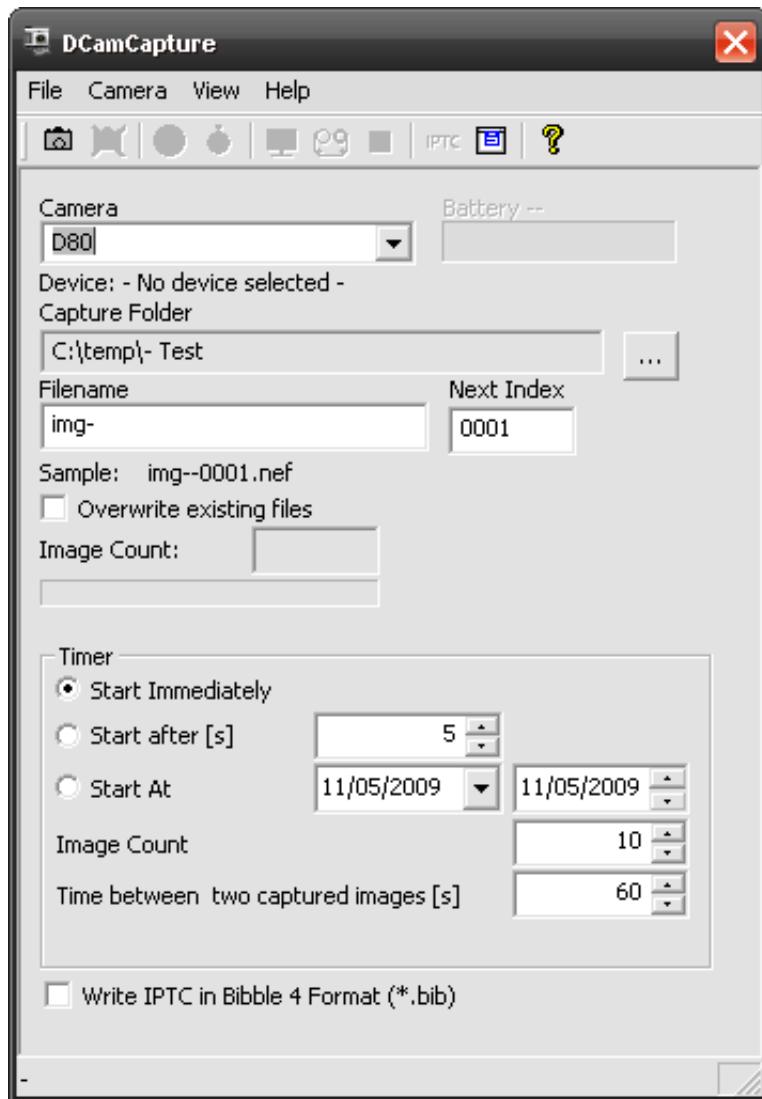 DCamCapture
File Camera View Help
IPTC
Camera Battery --
D80
Device: - No device selected -
Capture Folder
C:\temp\- Test ...
Filename Next Index
img- 0001
Sample: img--0001.nef
Overwrite existing files
Image Count:
Timer
Start Immediately
Start after [s] 5
Start At 11/05/2009 11/05/2009
Image Count 10
Time between two captured images [s] 60
Write IPTC in Bibble 4 Format (*.bib)
-